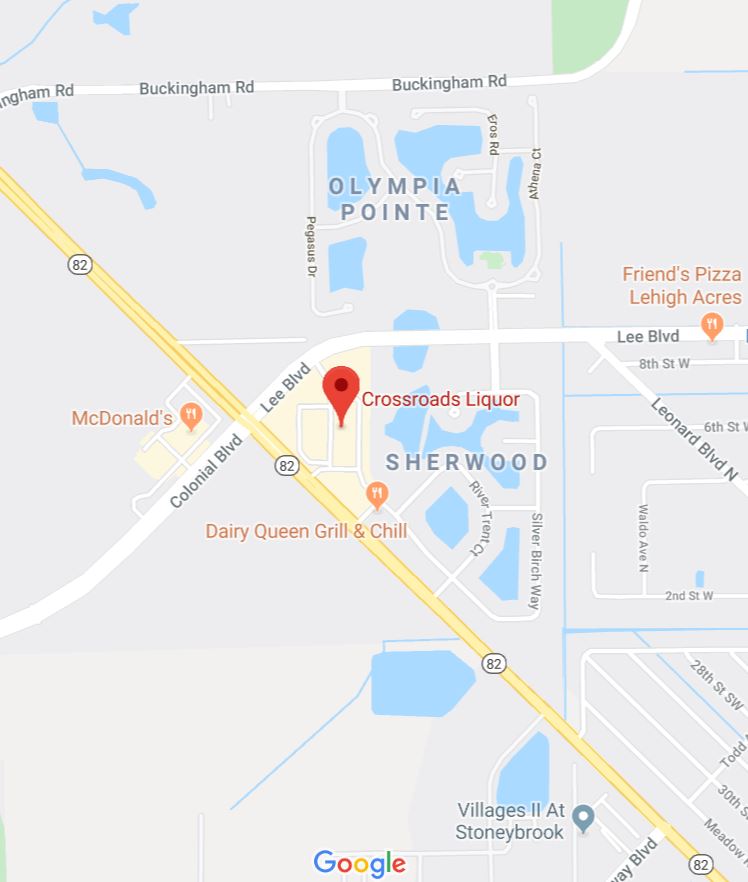 ingham Rd
Buckingham Rd
Buckingham Rd
Eros Rd
Athena Ct
OLYMPIA
POINTE
Pegasus Dr
82
Friend's Pizza
Lehigh Acres
Lee Blvd
8th St W
Lee Blvd
Crossroads Liquor
McDonald's
Leonard Blvd N
6th St W
Colonial Blvd
82
SHERWOOD
River Trent Ct
Silver Birch Way
Waldo Ave N
Dairy Queen Grill & Chill
2nd St W
82
28th St SW
Todd A
30th S
Villages II At
Stoneybrook
Meadow
way Blvd
82
Google